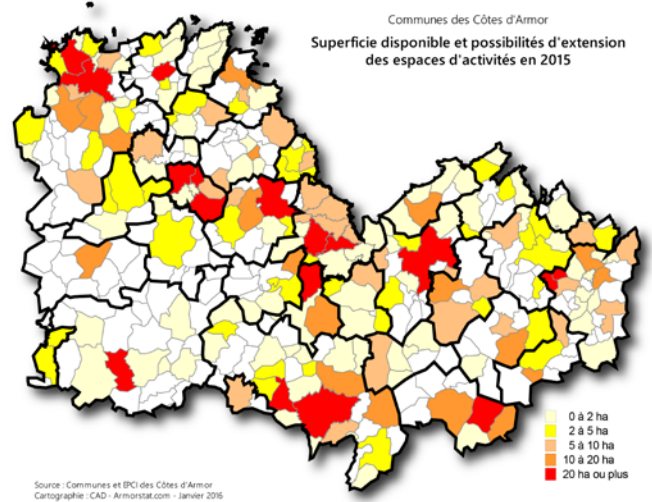 Communes des Côtes d'Armor
Superficie disponible et possibilités d'extension
des espaces d'activités en 2015
0 à 2 ha
2 à 5 ha
5 à 10 ha
10 à 20 ha
20 ha ou plus
Source : Communes et EPCI des Côtes d'Armor
Cartographie : CAD - Armorstat.com - Janvier 2016